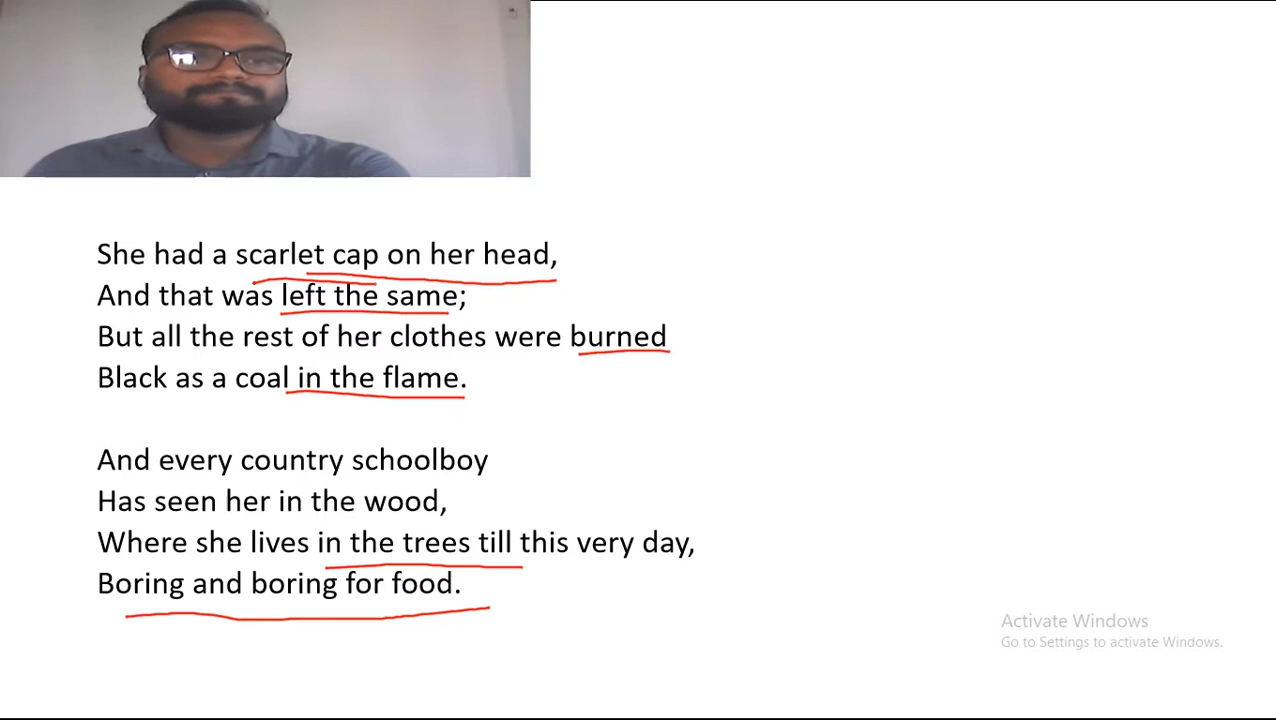 She had a scarlet cap on her head,
And that was left the same;
But all the rest of her clothes were burned
Black as a coal in the flame.
And every country schoolboy
Has seen her in the wood,
Where she lives in the trees till this very day,
Boring and boring for food.
Activate Windows
Go to Settings to activate Windows.